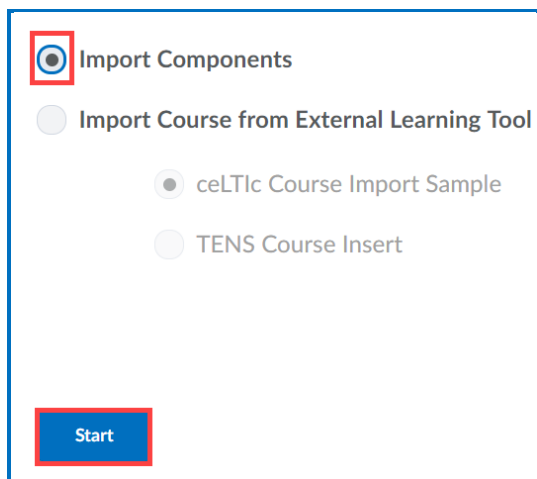 Import Components
Import Course from External Learning Tool
ceLTIc Course Import Sample
TENS Course Insert
Start